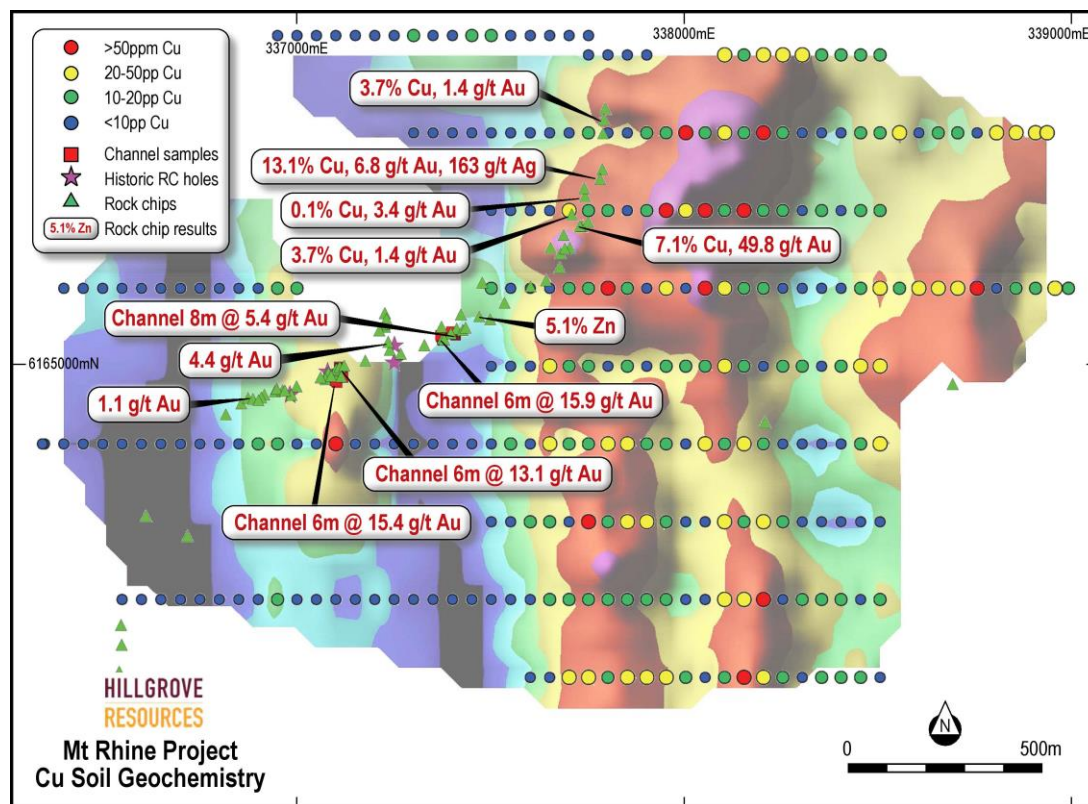 337000mE
338000mE
339000mE
>50ppm Cu
20-50pp Cu
10-20pp Cu
<10pp Cu
Channel samples
Historic RC holes
Rock chips
5.1% Zn Rock chip results
3.7% Cu, 1.4 g/t Au
13.1% Cu, 6.8 g/t Au, 163 g/t Ag
0.1% Cu, 3.4 g/t Au
3.7% Cu, 1.4 g/t Au
7.1% Cu, 49.8 g/t Au
Channel 8m @ 5.4 g/t Au
5.1% Zn
4.4 g/t Au
6165000mN
1.1 g/t Au
Channel 6m @ 15.9 g/t Au
Channel 6m @ 13.1 g/t Au
Channel 6m @ 15.4 g/t Au
HILLGROVE
RESOURCES
Mt Rhine Project
Cu Soil Geochemistry
N
0 500m